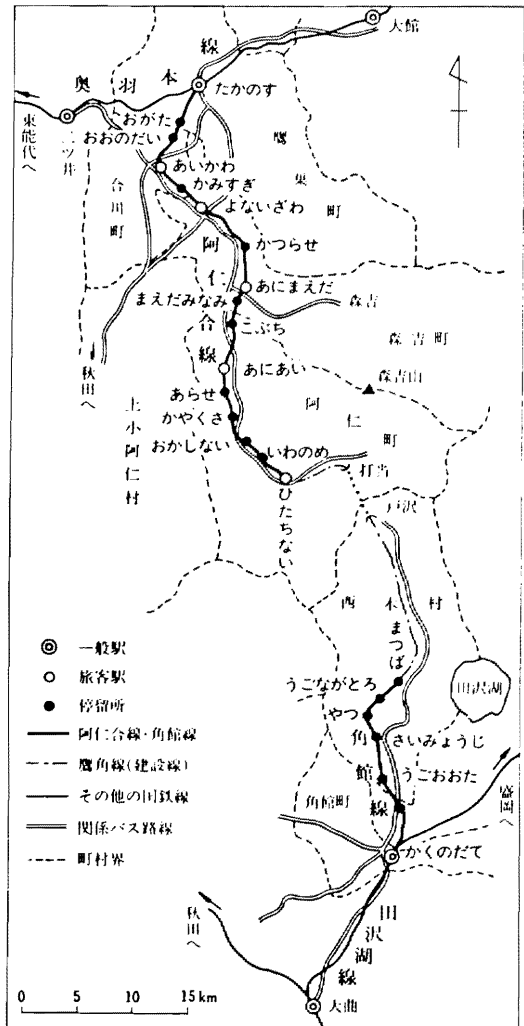 大館
奥羽本線
たかのす
おがた
おおのだい
東能代へ
二ツ井
あいかわ
かみすぎ
よないざわ
鷹巣町
合川町
かつらせ
阿仁合線
あにまえだ
まえだみなみ
森吉
こぶち
森吉町
秋田へ
あにあい
森吉山
あらせ
阿仁町
かやくさ
上小阿仁村
おかしない
いわのめ
打当
ひたちない
戸沢
西木村
まつば
うごながとろ
田沢湖
やつ
角館線
さいみょうじ
うごおおた
角館町
盛岡へ
かくのだて
秋田へ
田沢湖線
大曲
一般駅
旅客駅
停留所
阿仁合線・角館線
鷹角線(建設線)
その他の国鉄線
関係バス路線
町村界
0 5 10 15km